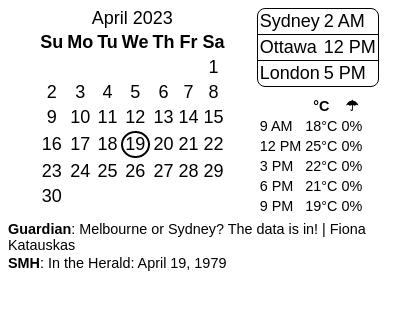 April 2023
Su Mo Tu We Th Fr Sa
1
2 3 4 5 6 7 8
9 10 11 12 13 14 15
16 17 18 19 20 21 22
23 24 25 26 27 28 29
30
Sydney 2 AM
Ottawa 12 PM
London 5 PM
°C ☂
9 AM 18°C 0%
12 PM 25°C 0%
3 PM 22°C 0%
6 PM 21°C 0%
9 PM 19°C 0%
Guardian: Melbourne or Sydney? The data is in! | Fiona
Katauskas
SMH: In the Herald: April 19, 1979